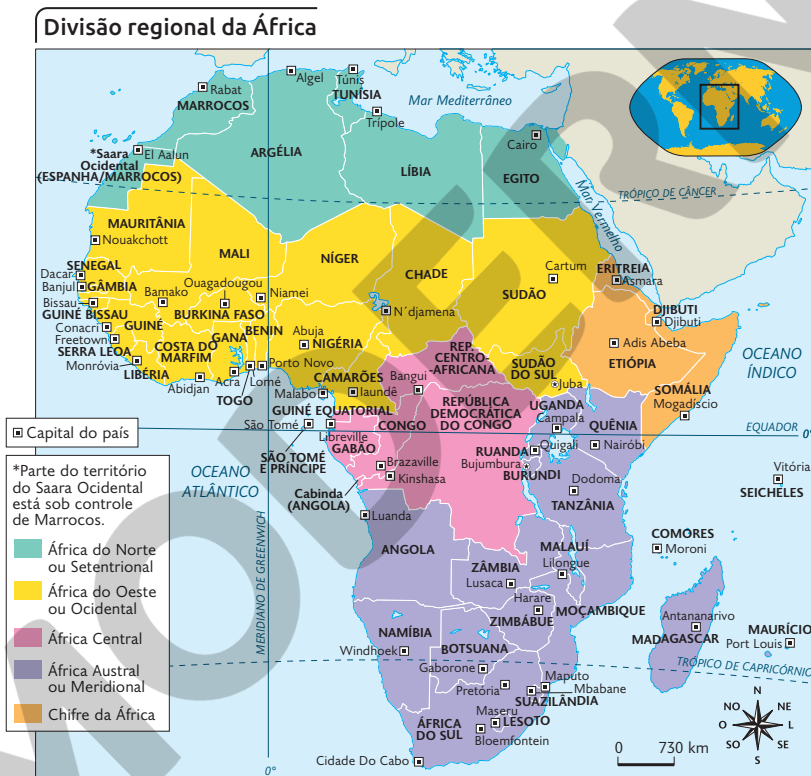 Divisão regional da África
Rabat
MARROCOS
Argel
Túnis
TUNÍSIA
Trípole
Mar Mediterrâneo
*Saara
Ocidental
(ESPANHA/MARROCOS)
El Aalun
ARGÉLIA
LÍBIA
Cairo
EGITO
Mar Vermelho
TRÓPICO DE CÂNCER
MAURITÂNIA
Nouakchott
MALI
NÍGER
CHADE
SUDÃO
Cartum
ERITREIA
Asmara
SENEGAL
Dacar
Banjul
GÂMBIA
Bissau
GUINÉ BISSAU
Bamako
Ouagadougou
BURKINA FASO
Niamei
N´djamena
DJIBUTI
Djibuti
Conacri
GUINÉ
Freetown
SERRA LEOA
Monróvia
LIBÉRIA
COSTA DO
MARFIM
Abidjan
GANA
Acra
BENIN
Lomé
TOGO
Porto Novo
Abuja
NIGÉRIA
Adis Abeba
ETIÓPIA
OCEANO
ÍNDICO
REP.
CENTRO-
-AFRICANA
Bangui
SUDÃO
DO SUL
Juba
CAMARÕES
Iaundê
Malabo
GUINÉ EQUATORIAL
SOMÁLIA
Mogadíscio
São Tomé
SÃO TOMÉ
E PRÍNCIPE
Libreville
GABÃO
CONGO
REPÚBLICA
DEMOCRÁTICA
DO CONGO
UGANDA
Campala
QUÊNIA
Nairóbi
EQUADOR
0°
RUANDA
Quigali
Bujumbura
BURUNDI
Brazaville
Kinshasa
Cabinda
(ANGOLA)
OCEANO
ATLÂNTICO
Dodoma
TANZÂNIA
Vitória
SEICHELES
Luanda
ANGOLA
COMORES
Moroni
MALAUÍ
Lilongue
ZÂMBIA
Lusaca
Harare
ZIMBÁBUE
MOÇAMBIQUE
Antananarivo
MADAGASCAR
MAURÍCIO
Port Louis
MERIDIANO DE GREENWICH
NAMÍBIA
Windhoek
BOTSUANA
Gaborone
TRÓPICO DE CAPRICÓRNIO
Pretória
Maputo
Mbabane
SUAZILÂNDIA
Maseru
LESOTO
Bloemfontein
ÁFRICA
DO SUL
Cidade Do Cabo
0°
0 730 km
N
NO NE
O L
SO SE
S
Capital do país
*Parte do território
do Saara Ocidental
está sob controle
de Marrocos.
África do Norte
ou Setentrional
África do Oeste
ou Ocidental
África Central
África Austral
ou Meridional
Chifre da África